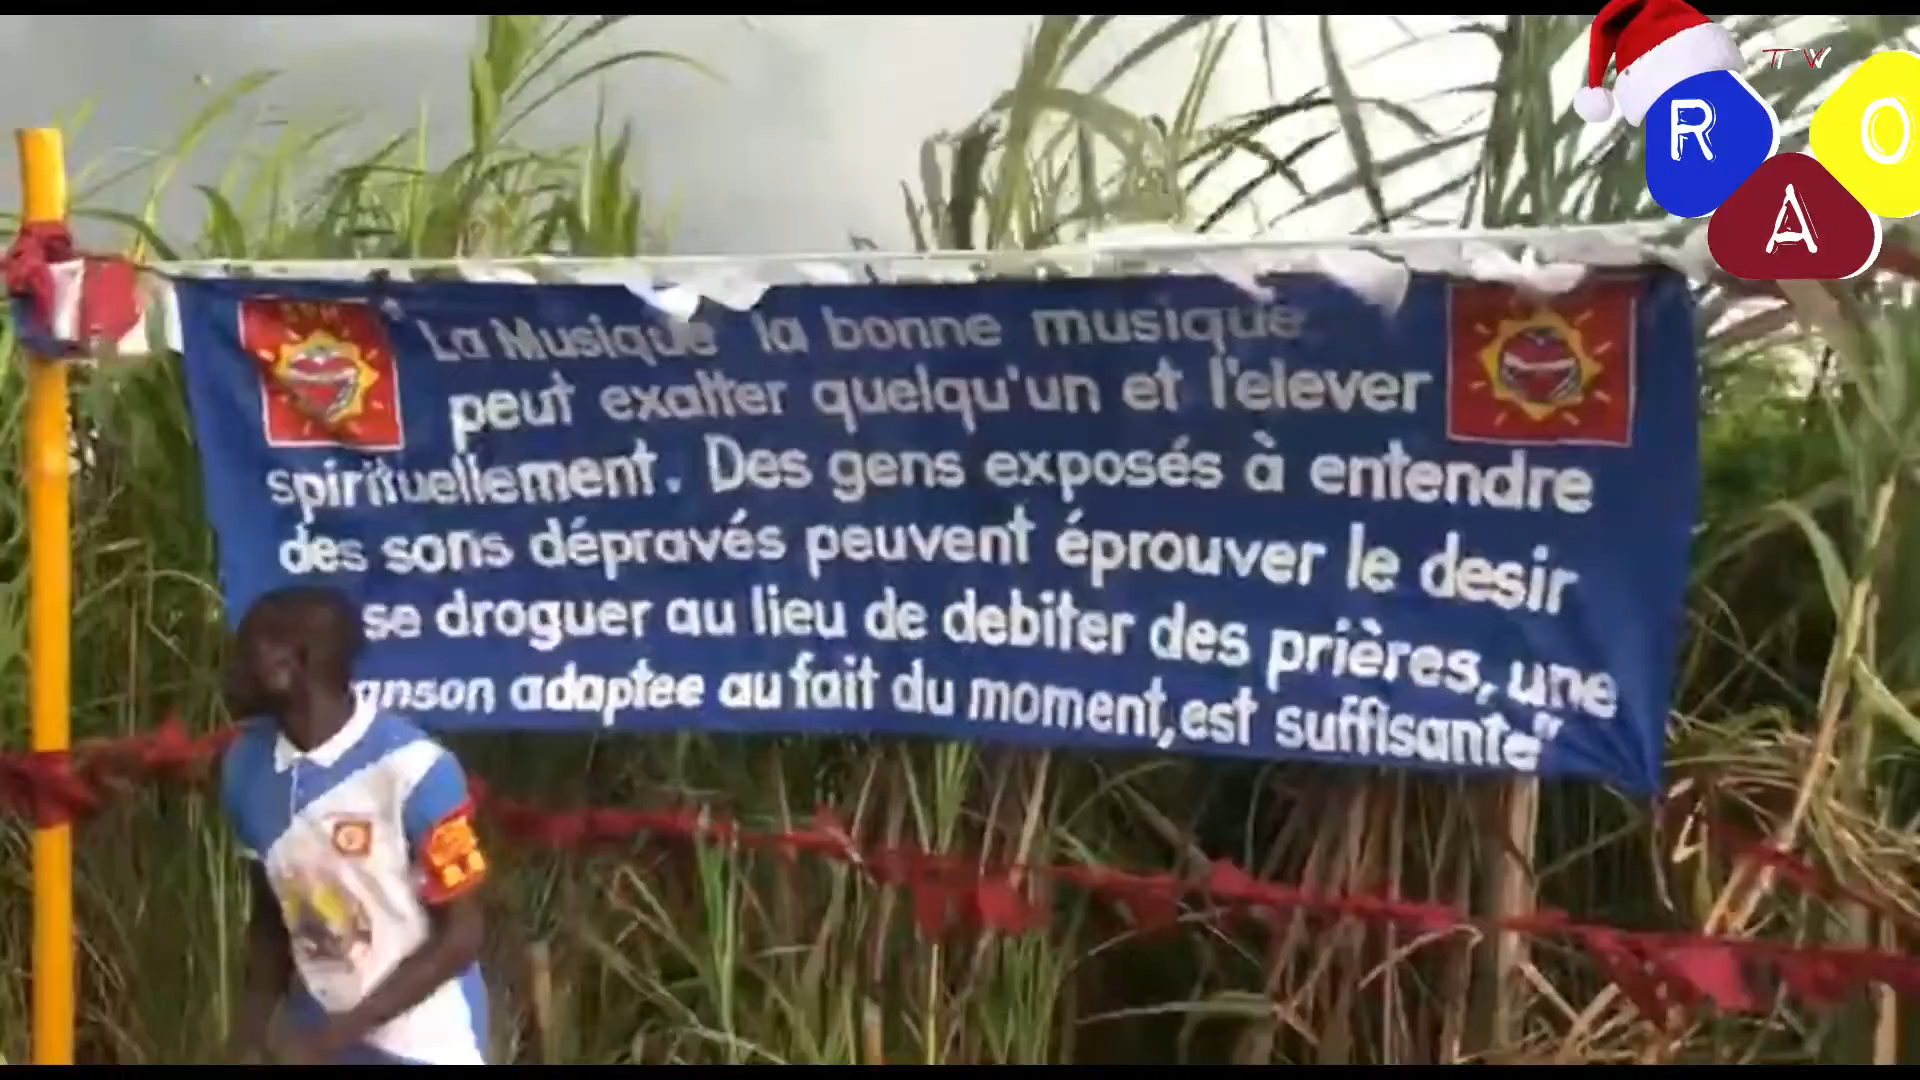 TV
R
O
A
La Musique la bonne musique
peut exalter quelqu'un et l'elever
spirituellement. Des gens exposés à entendre
des sons dépravés peuvent éprouver le desir
se droguer au lieu de debiter des prières, une
anson adaptee au fait du moment, est suffisante"